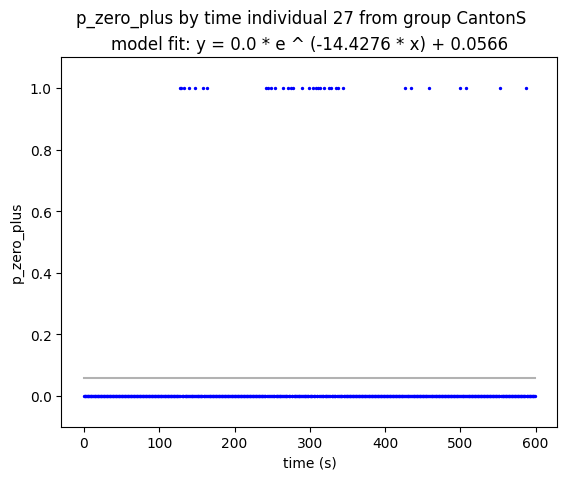 p_zero_plus by time individual 27 from group CantonS
model fit: y = 0.0 * e ^ (-14.4276 * x) + 0.0566
1.0
0.8
0.6
0.4
0.2
0.0
p_zero_plus
0 100 200 300 400 500 600
time (s)